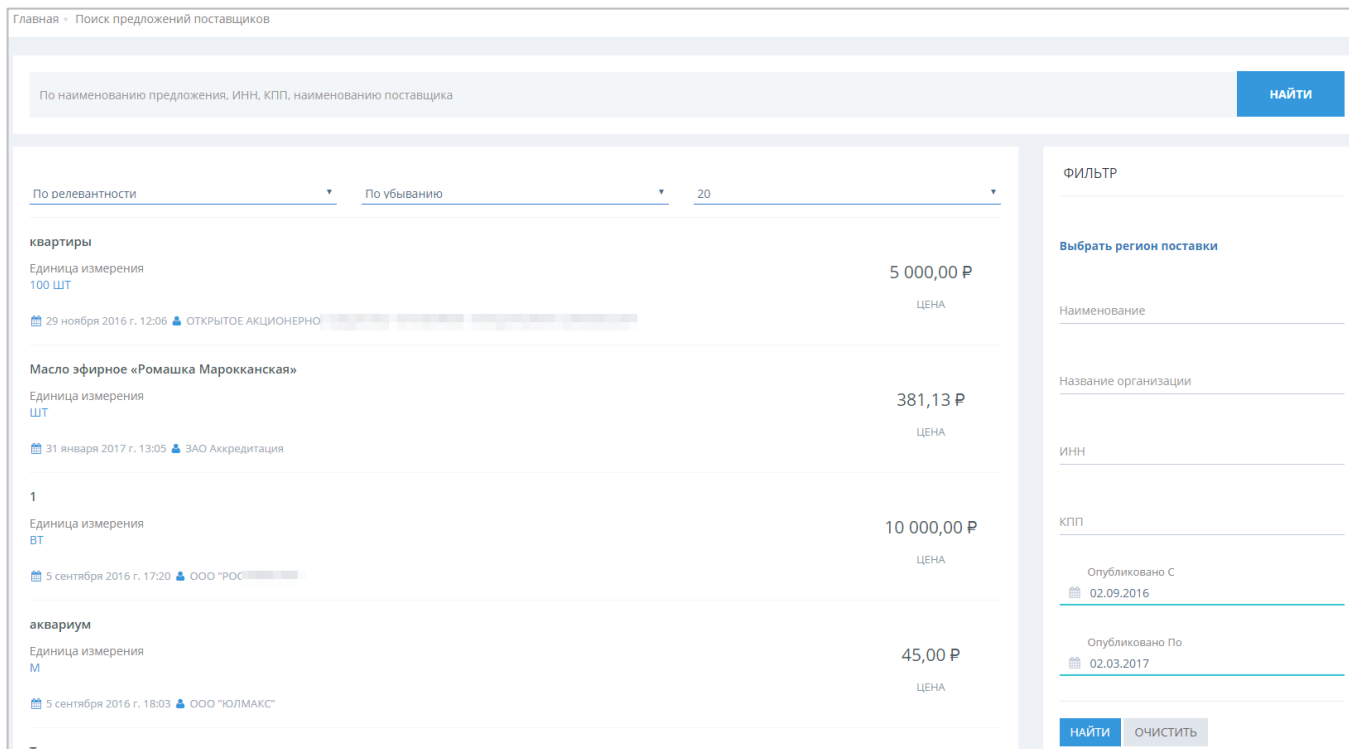 Главная • Поиск предложений поставщиков
По наименованию предложения, ИНН, КПП, наименованию поставщика
НАЙТИ
По релевантности
По убыванию
20
квартиры
Единица измерения
100 ШТ
5 000,00 ₽
ЦЕНА
29 ноября 2016 г. 12:06 ОТКРЫТОЕ АКЦИОНЕРНО
Масло эфирное «Ромашка Марокканская»
Единица измерения
ШТ
381,13 ₽
ЦЕНА
31 января 2017 г. 13:05 ЗАО Аккредитация
1
Единица измерения
ВТ
10 000,00 ₽
ЦЕНА
5 сентября 2016 г. 17:20 ООО "РОС
аквариум
Единица измерения
М
45,00 ₽
ЦЕНА
5 сентября 2016 г. 18:03 ООО "ЮЛМАКС"
ФИЛЬТР
Выбрать регион поставки
Наименование
Название организации
ИНН
КПП
Опубликовано С
02.09.2016
Опубликовано По
02.03.2017
НАЙТИ
ОЧИСТИТЬ